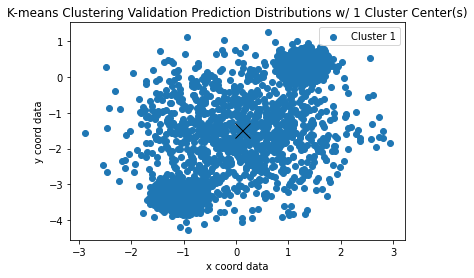 K-means Clustering Validation Prediction Distributions w/ 1 Cluster Center(s)
Cluster 1
1
0
−1
−2
−3
−4
y coord data
−3 −2 −1 0 1 2 3
x coord data